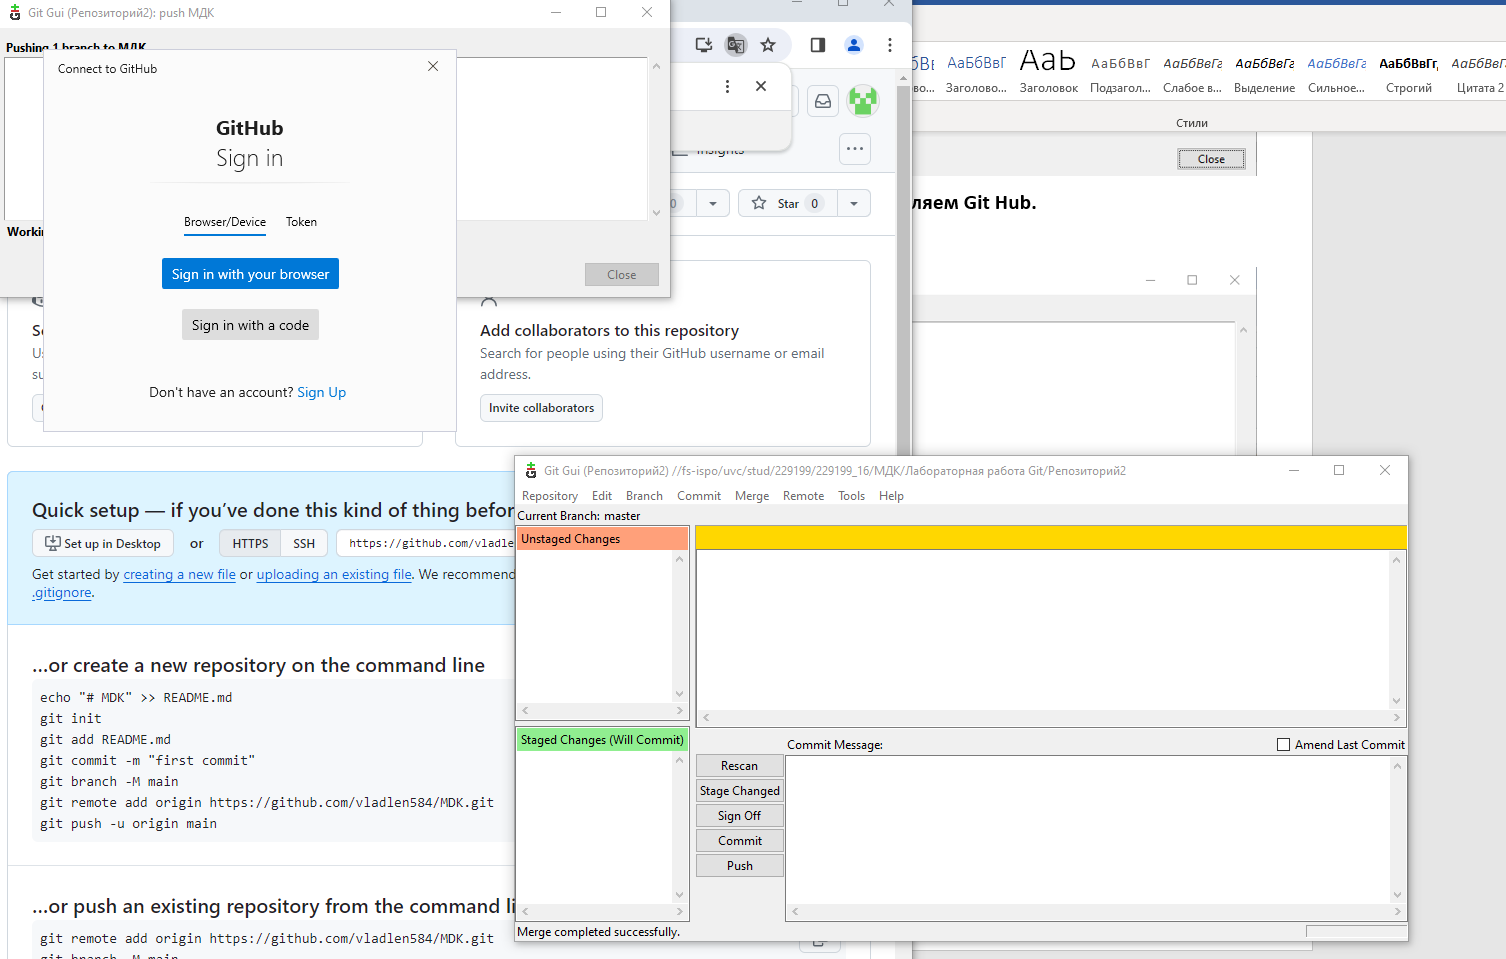 Git Gui (Репозиторий2): push МДК
Pushing 1 branch to МДК
Connect to GitHub
GitHub
Sign in
Browser/Device Token
Sign in with your browser
Sign in with a code
Don't have an account? Sign Up
Close
Insights
Star 0
Add collaborators to this repository
Search for people using their GitHub username or email
address.
Invite collaborators
Quick setup — if you've done this kind of thing
Set up in Desktop or HTTPS SSH
Get started by creating a new file or uploading an existing file. We recommend
.gitignore.
…or create a new repository on the command line
echo "# MDK" >> README.md
git init
git add README.md
git commit -m "first commit"
git branch -M main
git remote add origin https://github.com/vladlen584/MDK.git
git push -u origin main
…or push an existing repository from the command
git remote add origin https://github.com/vladlen584/MDK.git
git branch -M main
АаБбВвГ АаЬ АаБбВвГ АаБбВвГг АаБбВвГг АаБбВвГг АаБбВвГг, АаБбВвГг
Заголово... Заголовок Подзагол... Слабое в... Выделение Сильное... Строгий Цитата 2
Стили
Close
ляем Git Hub.
Git Gui (Репозиторий2) //fs-ispo/uvc/stud/229199/229199_16/МДК/Лабораторная работа Git/Репозиторий2
Repository Edit Branch Commit Merge Remote Tools Help
Current Branch: master
Unstaged Changes
Staged Changes (Will Commit)
Commit Message:
Amend Last Commit
Rescan
Stage Changed
Sign Off
Commit
Push
Merge completed successfully.